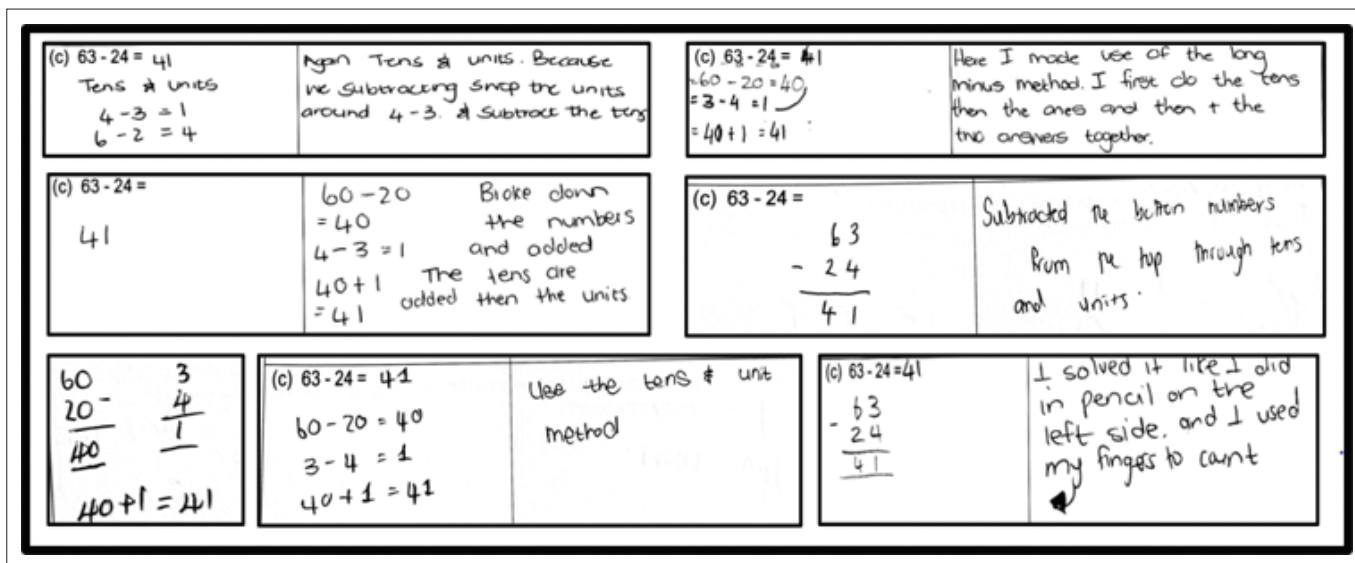 (c) 63 - 24 = 41
Tens & units
4 - 3 = 1
6 - 2 = 4
Again Tens & units. Because
we subtracting swap the units
around 4 - 3. & subtract the tens
(c) 63 - 24 = 41
= 60 - 20 = 40
= 3 - 4 = 1
= 40 + 1 = 41
Here I made use of the long
minus method. I first do the tens
then the ones and then + the
two answers together.
(c) 63 - 24 =
41
60 - 20 Broke down
= 40 the numbers
4 - 3 = 1 and added
40 + 1 The tens are
= 41 added then the units
(c) 63 - 24 =
63
- 24
41
Subtracted the bottom numbers
from the top through tens
and units.
60 3
20 - 4
40 1
40 + 1 = 41
(c) 63 - 24 = 41
60 - 20 = 40
3 - 4 = 1
40 + 1 = 41
Use the tens & unit
method
(c) 63 - 24 = 41
63
- 24
41
I solved it like I did
in pencil on the
left side. and I used
my fingers to count